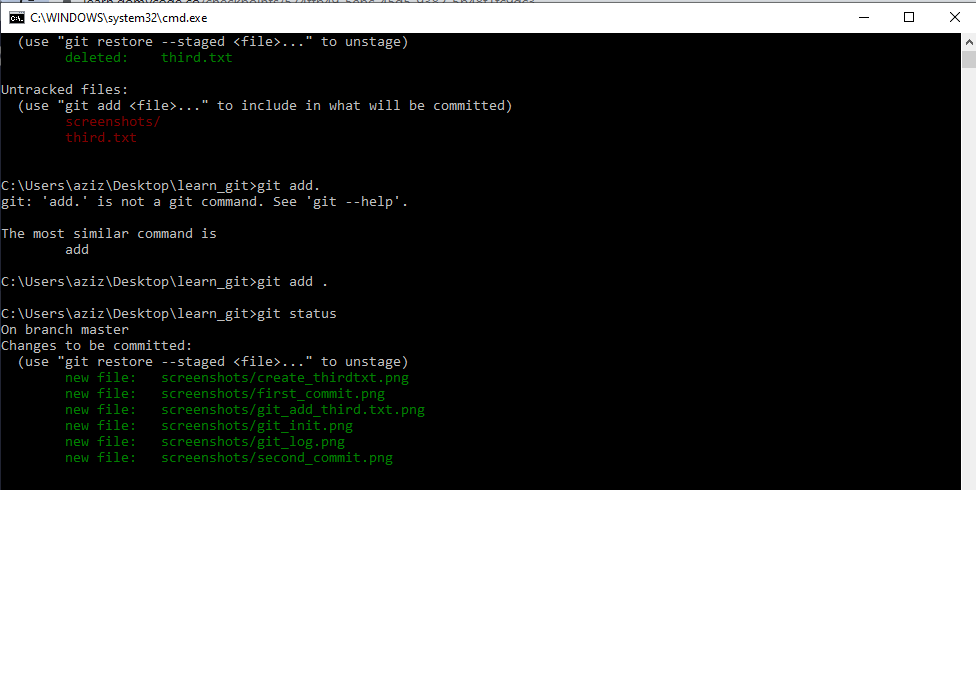 C:\WINDOWS\system32\cmd.exe
(use "git restore --staged <file>..." to unstage)
deleted:    third.txt
Untracked files:
(use "git add <file>..." to include in what will be committed)
screenshots/
third.txt
C:\Users\aziz\Desktop\learn_git>git add.
git: 'add.' is not a git command. See 'git --help'.
The most similar command is
add
C:\Users\aziz\Desktop\learn_git>git add .
C:\Users\aziz\Desktop\learn_git>git status
On branch master
Changes to be committed:
(use "git restore --staged <file>..." to unstage)
new file:   screenshots/create_thirdtxt.png
new file:   screenshots/first_commit.png
new file:   screenshots/git_add_third.txt.png
new file:   screenshots/git_init.png
new file:   screenshots/git_log.png
new file:   screenshots/second_commit.png